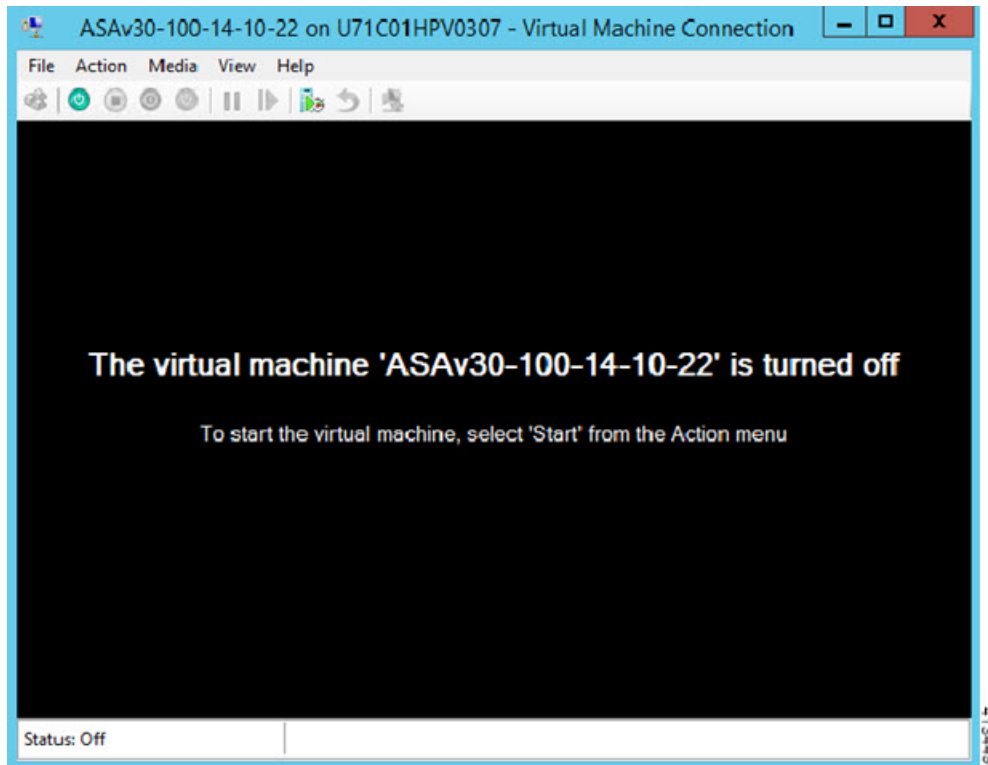 ASAv30-100-14-10-22 on U71C01HPV0307 - Virtual Machine Connection
File Action Media View Help
The virtual machine 'ASAv30-100-14-10-22' is turned off
To start the virtual machine, select 'Start' from the Action menu
Status: Off